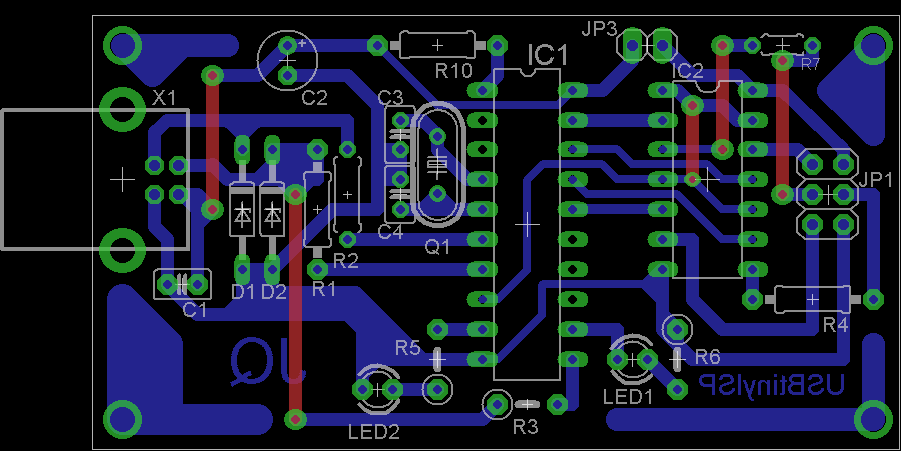 JP3
IC1
R10
IC2
R7
X1
C2
C3
JP1
C4
Q1
R2
D1 D2 R1
C1
R4
R5
R6
JQ
USBtinyISP
LED1
LED2
R3